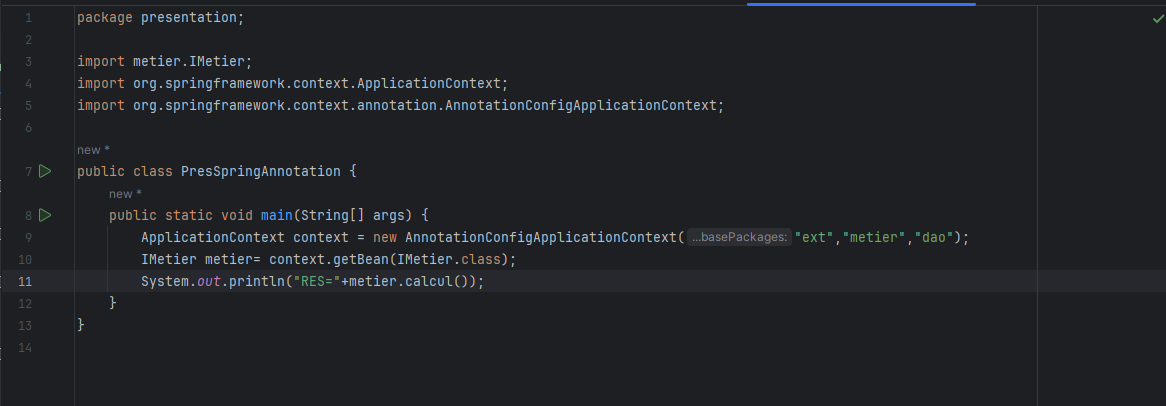 1 package presentation;
2
3 import metier.IMetier;
4 import org.springframework.context.ApplicationContext;
5 import org.springframework.context.annotation.AnnotationConfigApplicationContext;
6
new *
7 public class PresSpringAnnotation {
new *
8 public static void main(String[] args) {
9 ApplicationContext context = new AnnotationConfigApplicationContext( ...basePackages: "ext","metier","dao");
10 IMetier metier= context.getBean(IMetier.class);
11 System.out.println("RES="+metier.calcul());
12 }
13 }
14